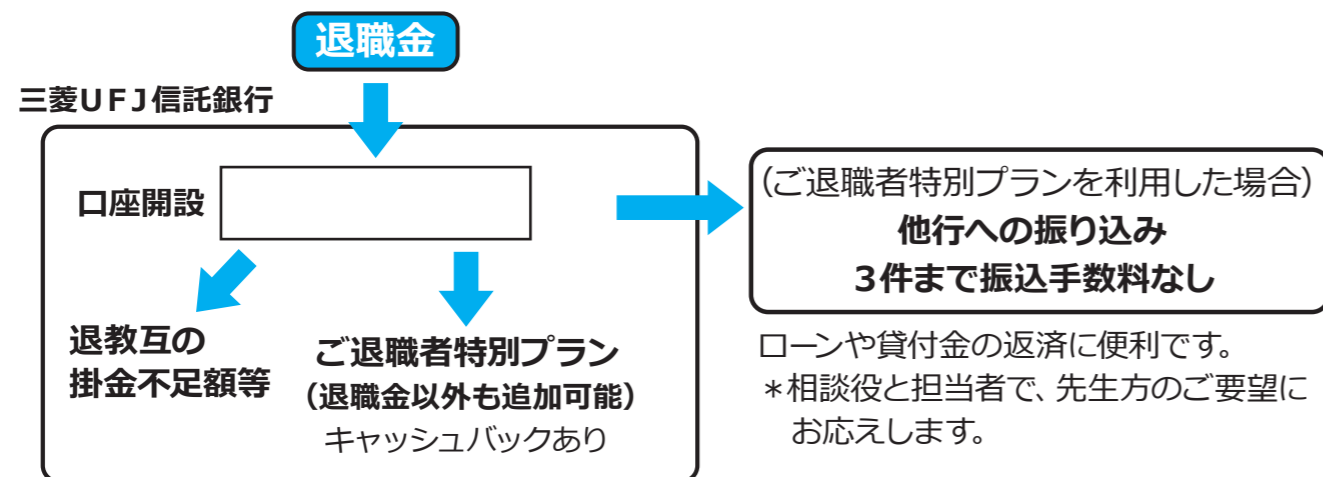 退職金
三菱UFJ信託銀行
口座開設
退教互の
掛金不足額等
ご退職者特別プラン
(退職金以外も追加可能)
キャッシュバックあり
(ご退職者特別プランを利用した場合)
他行への振り込み
3件まで振込手数料なし
ローンや貸付金の返済に便利です。
*相談役と担当者で、先生方のご要望に
お応えします。